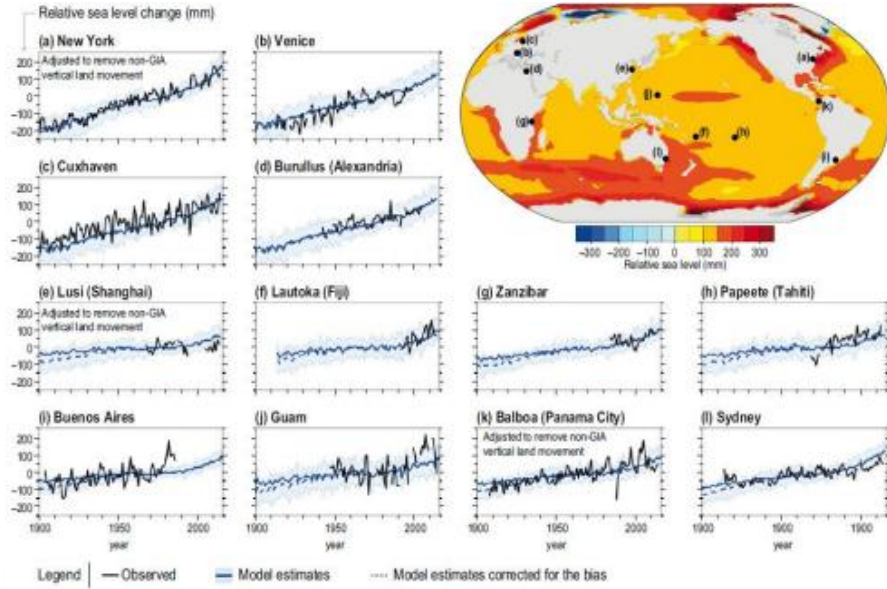 Relative sea level change (mm)
(a) New York
Adjusted to remove non-GIA
vertical land movement
200
100
0
−100
−200
(b) Venice
(c) Cuxhaven
200
100
0
−100
−200
(d) Burullus (Alexandria)
(c)
(b)
(d)
(e)
(a)
(j)
(k)
(g)
(f)
(h)
(l)
(i)
−300 −200 −100 0 100 200 300
Relative sea level (mm)
(e) Lusi (Shanghai)
Adjusted to remove non-GIA
vertical land movement
200
100
0
−100
−200
(f) Lautoka (Fiji)
(g) Zanzibar
(h) Papeete (Tahiti)
(i) Buenos Aires
200
100
0
−100
−200
1900 1950 2000
year
(j) Guam
1900 1950 2000
year
(k) Balboa (Panama City)
Adjusted to remove non-GIA
vertical land movement
1900 1950 2000
year
(l) Sydney
1900 1950 2000
year
Legend Observed Model estimates Model estimates corrected for the bias